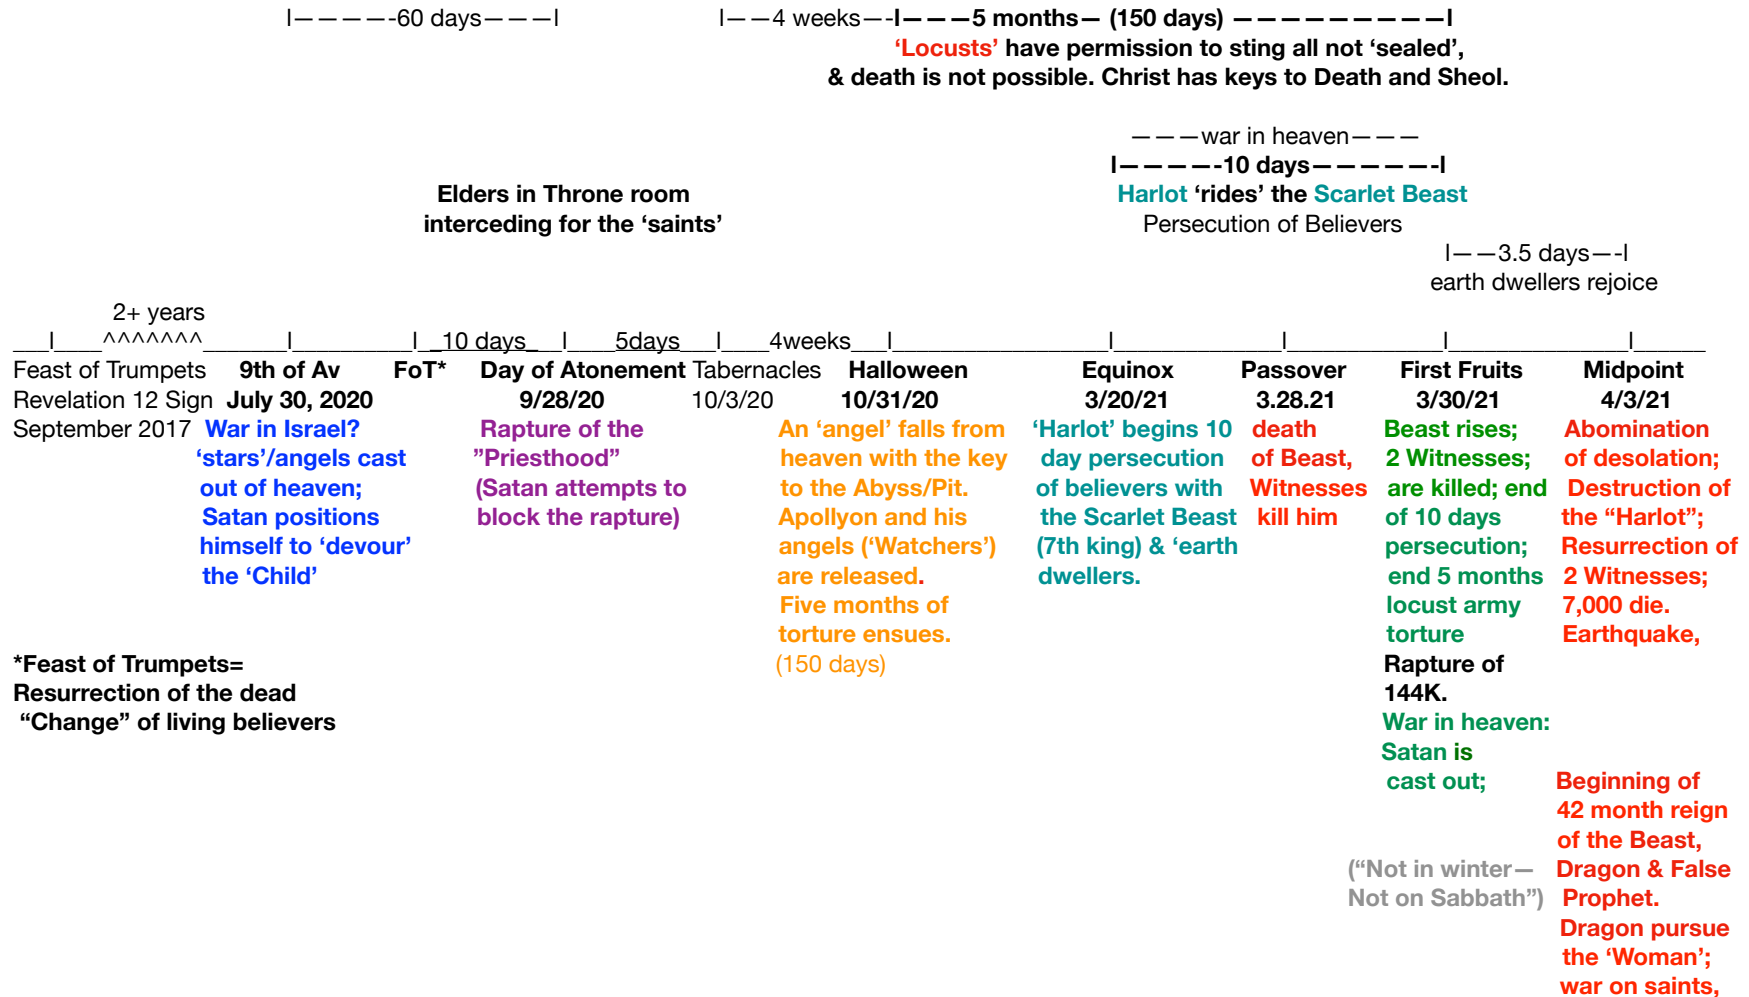 I————-60 days———I
I——4 weeks—-I———5 months— (150 days) —————————I
‘Locusts’ have permission to sting all not ‘sealed’,
& death is not possible. Christ has keys to Death and Sheol.
———war in heaven———
I————-10 days—————-I
Elders in Throne room
interceding for the ‘saints’
Harlot ‘rides’ the Scarlet Beast
Persecution of Believers
I——3.5 days—-I
earth dwellers rejoice
2+ years
___I____^^^^^^^_______I__________I _10 days_ I____5days___I____4weeks__I__________________I______________I_____________I_______________I______
Feast of Trumpets
Revelation 12 Sign
September 2017
9th of Av
July 30, 2020
War in Israel?
‘stars’/angels cast
out of heaven;
Satan positions
himself to ‘devour’
the ‘Child’
FoT*
Day of Atonement
9/28/20
Rapture of the
”Priesthood”
(Satan attempts to
block the rapture)
Tabernacles
10/3/20
Halloween
10/31/20
An ‘angel’ falls from
heaven with the key
to the Abyss/Pit.
Apollyon and his
angels (‘Watchers’)
are released.
Five months of
torture ensues.
(150 days)
Equinox
3/20/21
‘Harlot’ begins 10
day persecution
of believers with
the Scarlet Beast
(7th king) & ‘earth
dwellers.
Passover
3.28.21
death
of Beast,
Witnesses
kill him
First Fruits
3/30/21
Beast rises;
2 Witnesses;
are killed; end
of 10 days
persecution;
end 5 months
locust army
torture
Rapture of
144K.
War in heaven:
Satan is
cast out;
(“Not in winter—
Not on Sabbath”)
Midpoint
4/3/21
Abomination
of desolation;
Destruction of
the “Harlot”;
Resurrection of
2 Witnesses;
7,000 die.
Earthquake,
Beginning of
42 month reign
of the Beast,
Dragon & False
Prophet.
Dragon pursue
the ‘Woman’;
war on saints,
*Feast of Trumpets=
Resurrection of the dead
“Change” of living believers